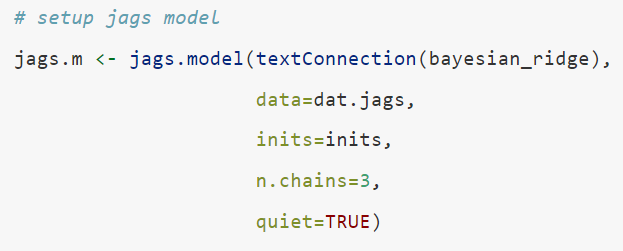 # setup jags model
jags.m <- jags.model(textConnection(bayesian_ridge),
data=dat.jags,
inits=inits,
n.chains=3,
quiet=TRUE)